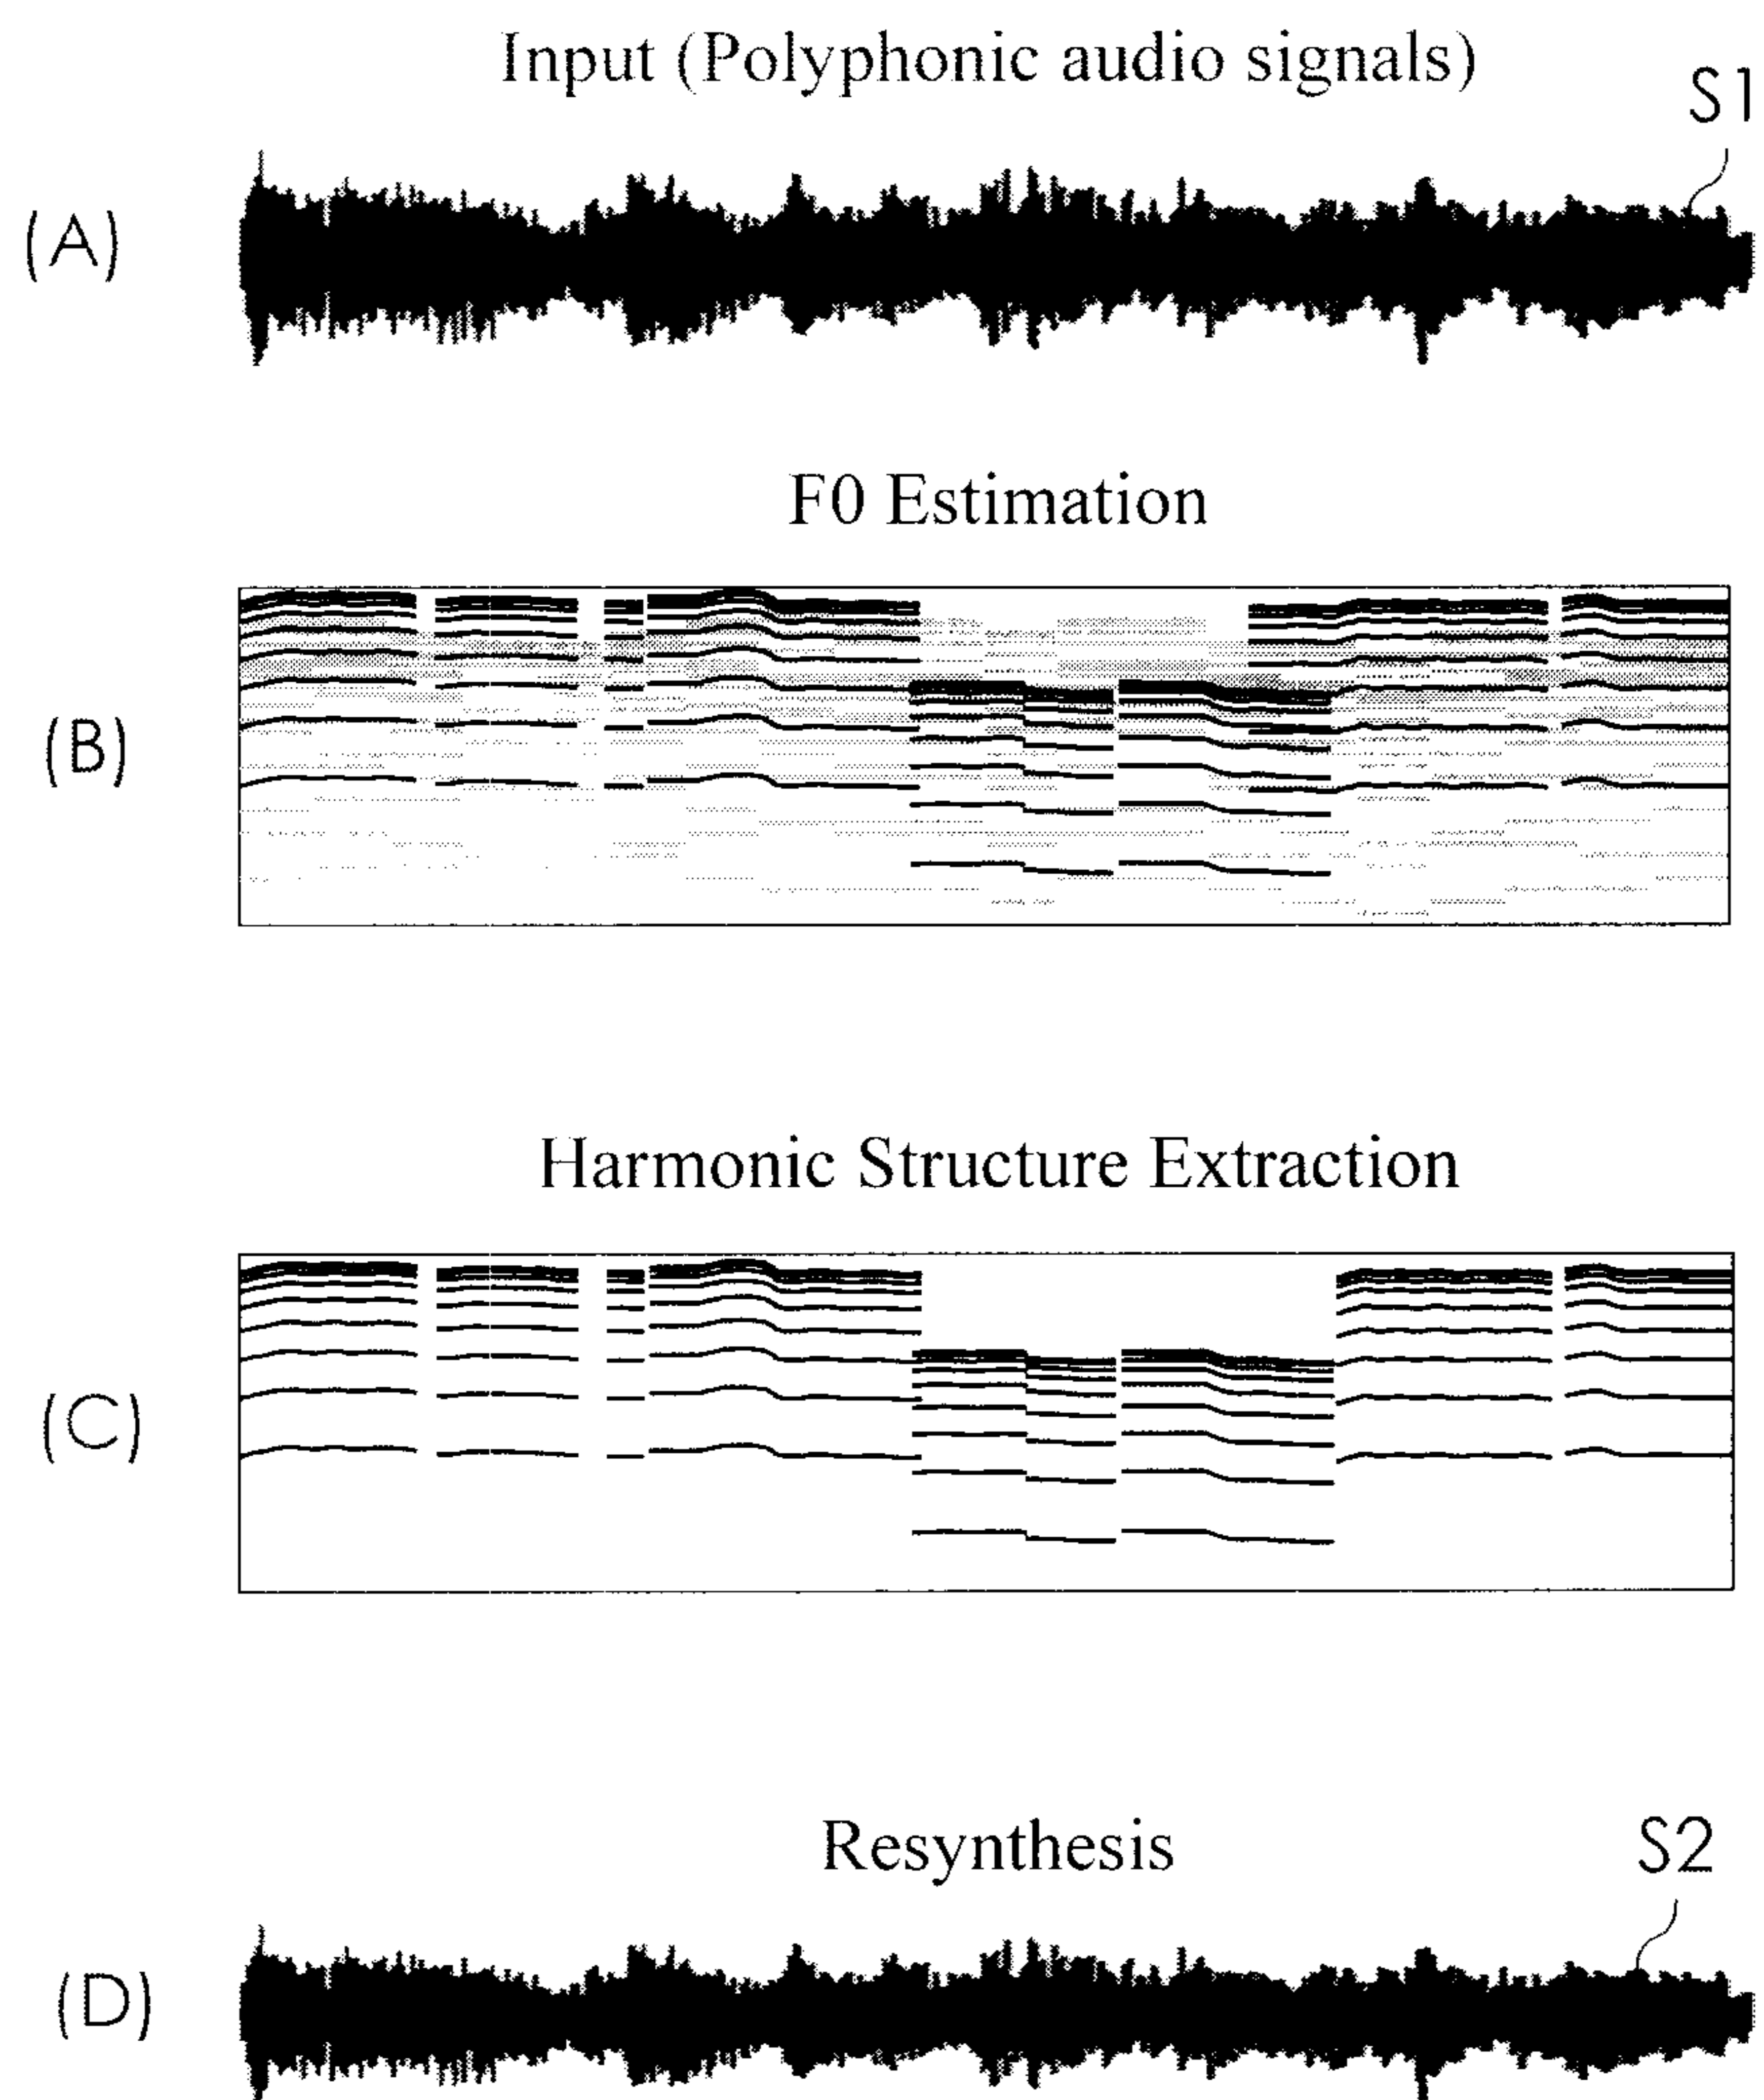 Input (Polyphonic audio signals)
S1
(A)
F0 Estimation
(B)
Harmonic Structure Extraction
(C)
Resynthesis
S2
(D)